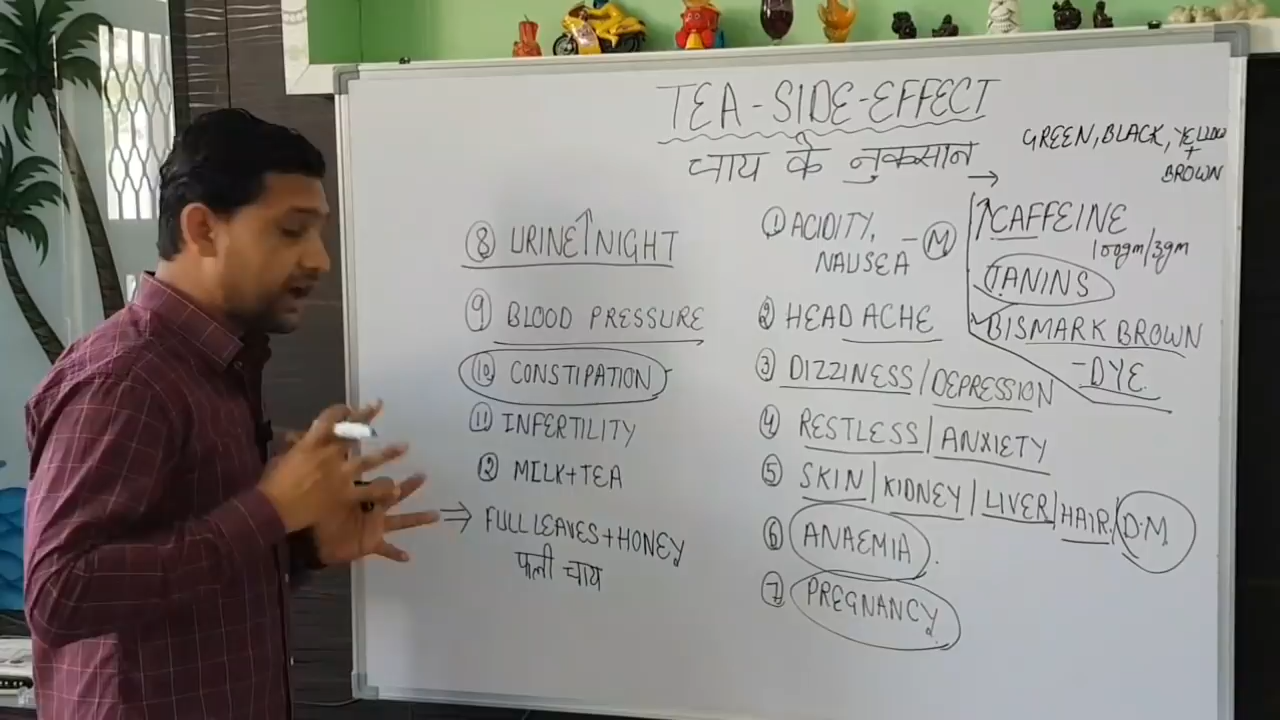 TEA-SIDE-EFFECT
चाय के नुकसान →
GREEN, BLACK, YELLOW
+
BROWN
① ACIDITY,
NAUSEA - Ⓜ
② HEAD ACHE
③ DIZZINESS/DEPRESSION
④ RESTLESS/ANXIETY
⑤ SKIN/KIDNEY/LIVER/HAIR/D.M
⑥ ANAEMIA
⑦ PREGNANCY
↑CAFFEINE
100gm/3gm
TANINS
BISMARK BROWN
-DYE
⑧ URINE↑NIGHT
⑨ BLOOD PRESSURE
⑩ CONSTIPATION
⑪ INFERTILITY
⑫ MILK+TEA
⇒ FULL LEAVES+HONEY
पत्ती चाय